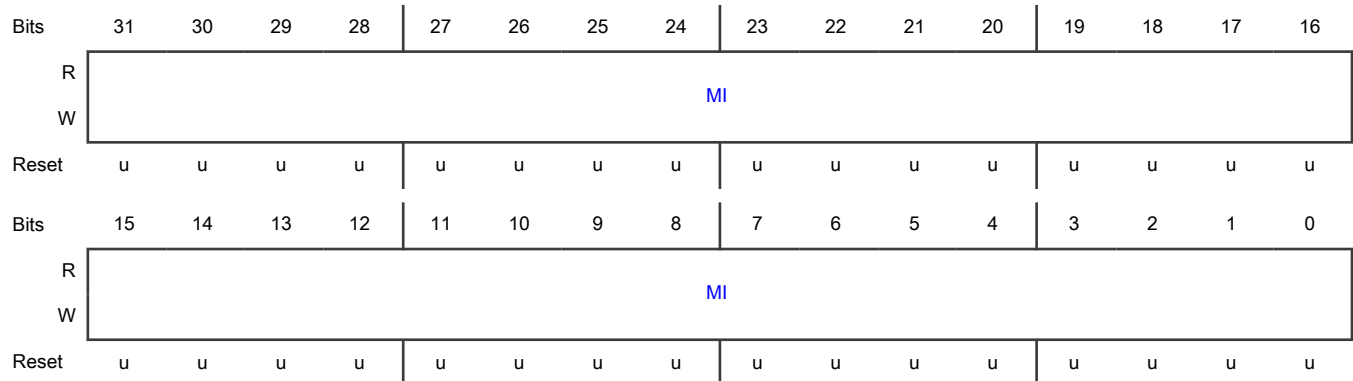 Bits 31 30 29 28 27 26 25 24 23 22 21 20 19 18 17 16
R
MI
W
Reset u u u u u u u u u u u u u u u u
Bits 15 14 13 12 11 10 9 8 7 6 5 4 3 2 1 0
R
MI
W
Reset u u u u u u u u u u u u u u u u